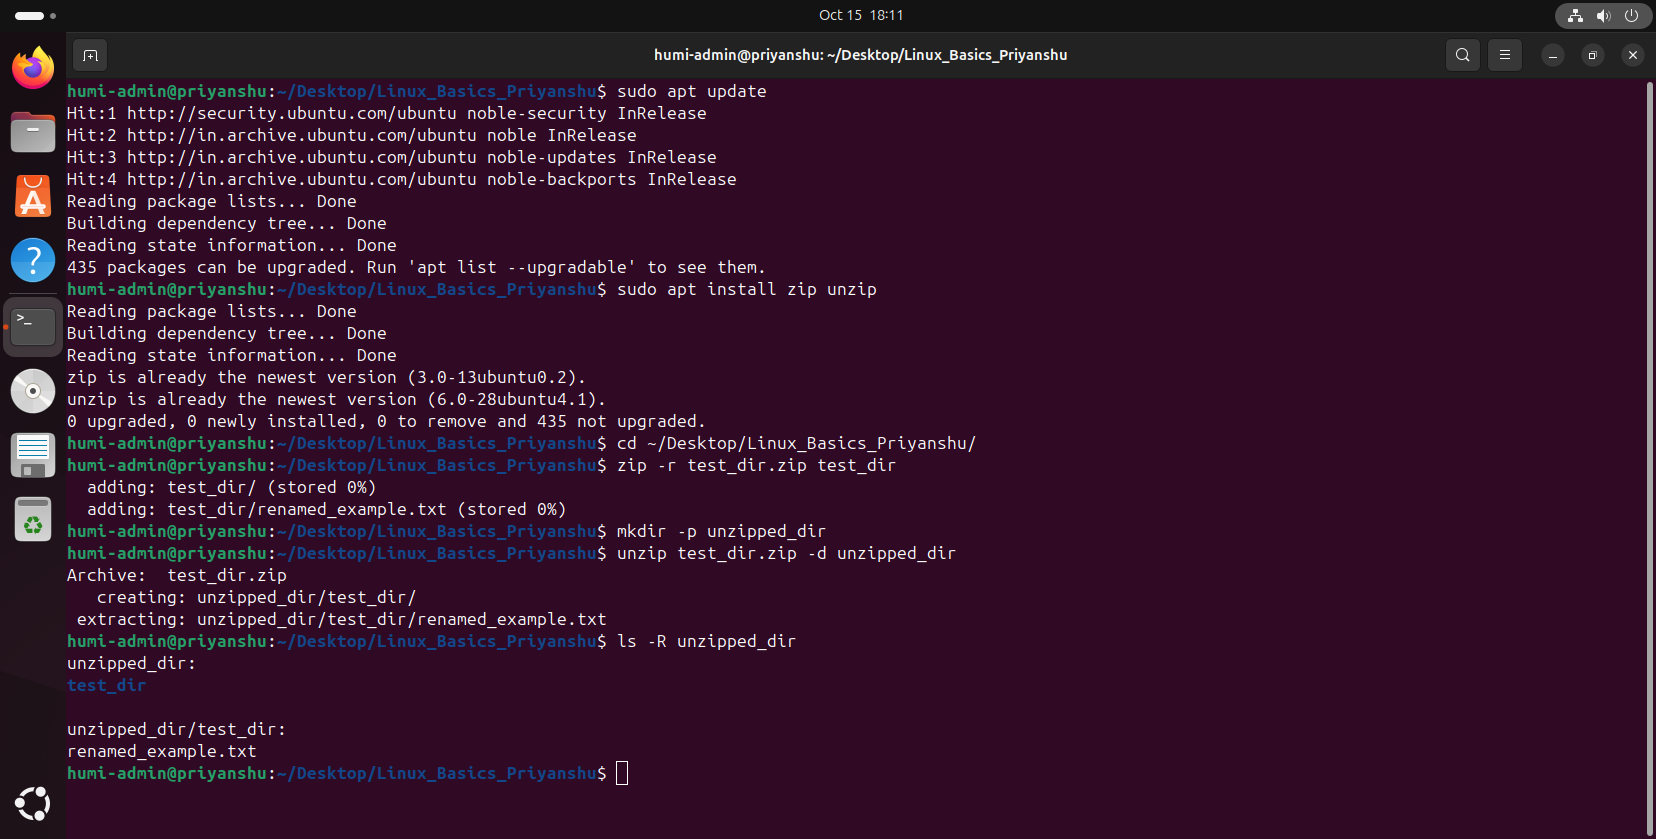 Oct 15  18:11
humi-admin@priyanshu: ~/Desktop/Linux_Basics_Priyanshu
humi-admin@priyanshu:~/Desktop/Linux_Basics_Priyanshu$ sudo apt update
Hit:1 http://security.ubuntu.com/ubuntu noble-security InRelease
Hit:2 http://in.archive.ubuntu.com/ubuntu noble InRelease
Hit:3 http://in.archive.ubuntu.com/ubuntu noble-updates InRelease
Hit:4 http://in.archive.ubuntu.com/ubuntu noble-backports InRelease
Reading package lists... Done
Building dependency tree... Done
Reading state information... Done
435 packages can be upgraded. Run 'apt list --upgradable' to see them.
humi-admin@priyanshu:~/Desktop/Linux_Basics_Priyanshu$ sudo apt install zip unzip
Reading package lists... Done
Building dependency tree... Done
Reading state information... Done
zip is already the newest version (3.0-13ubuntu0.2).
unzip is already the newest version (6.0-28ubuntu4.1).
0 upgraded, 0 newly installed, 0 to remove and 435 not upgraded.
humi-admin@priyanshu:~/Desktop/Linux_Basics_Priyanshu$ cd ~/Desktop/Linux_Basics_Priyanshu/
humi-admin@priyanshu:~/Desktop/Linux_Basics_Priyanshu$ zip -r test_dir.zip test_dir
  adding: test_dir/ (stored 0%)
  adding: test_dir/renamed_example.txt (stored 0%)
humi-admin@priyanshu:~/Desktop/Linux_Basics_Priyanshu$ mkdir -p unzipped_dir
humi-admin@priyanshu:~/Desktop/Linux_Basics_Priyanshu$ unzip test_dir.zip -d unzipped_dir
Archive:  test_dir.zip
   creating: unzipped_dir/test_dir/
 extracting: unzipped_dir/test_dir/renamed_example.txt
humi-admin@priyanshu:~/Desktop/Linux_Basics_Priyanshu$ ls -R unzipped_dir
unzipped_dir:
test_dir

unzipped_dir/test_dir:
renamed_example.txt
humi-admin@priyanshu:~/Desktop/Linux_Basics_Priyanshu$